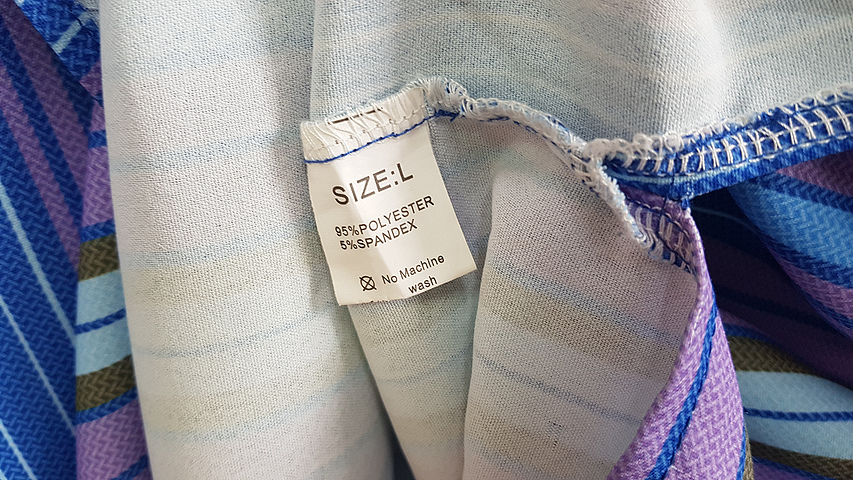 SIZE:L
95%POLYESTER
5%SPANDEX
No Machine
wash